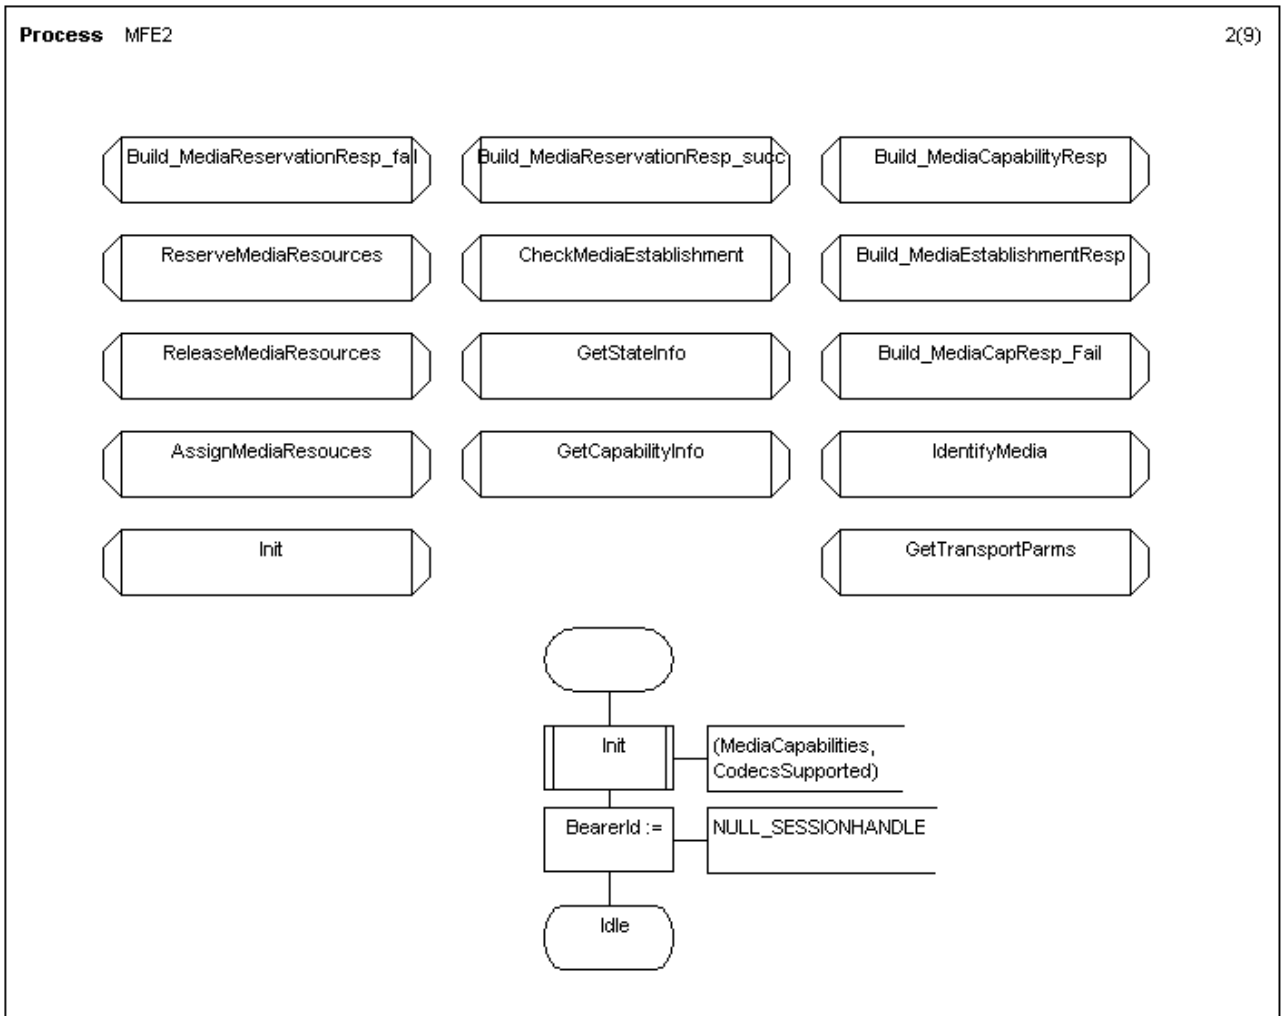 Process MFE2 2(9)
Build_MediaReservationResp_fail Build_MediaReservationResp_succ Build_MediaCapabilityResp
ReserveMediaResources CheckMediaEstablishment Build_MediaEstablishmentResp
ReleaseMediaResources GetStateInfo Build_MediaCapResp_Fail
AssignMediaResouces GetCapabilityInfo IdentifyMedia
Init GetTransportParms
Init (MediaCapabilities,
CodecsSupported)
BearerId := NULL_SESSIONHANDLE
Idle